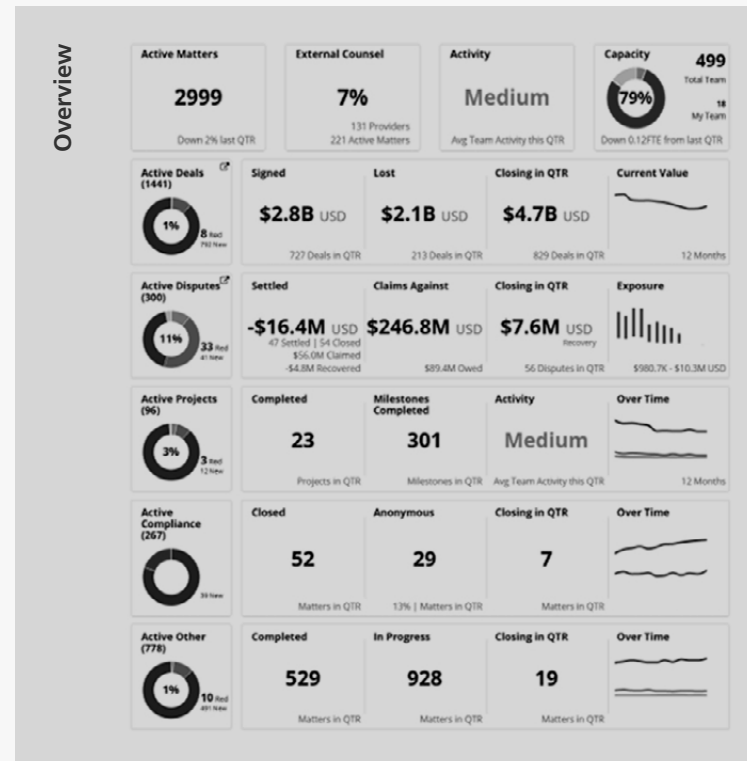 Overview
Active Matters
2999
Down 2% last QTR
External Counsel
7%
131 Providers
221 Active Matters
Activity
Medium
Avg Team Activity this QTR
Capacity
499
Total Team
79%
18
My Team
Down 0.12FTE from last QTR
Active Deals
(1441)
1%
8 Red
792 New
Signed
$2.8B USD
727 Deals in QTR
Lost
$2.1B USD
213 Deals in QTR
Closing in QTR
$4.7B USD
829 Deals in QTR
Current Value
12 Months
Active Disputes
(300)
11%
33 Red
41 New
Settled
-$16.4M USD
47 Settled | 54 Closed
$56.0M Claimed
-$4.8M Recovered
Claims Against
$246.8M USD
$89.4M Owed
Closing in QTR
$7.6M USD
Recovery
56 Disputes in QTR
Exposure
$980.7K - $10.3M USD
Active Projects
(96)
3%
3 Red
12 New
Completed
23
Projects in QTR
Milestones
Completed
301
Milestones in QTR
Activity
Medium
Avg Team Activity this QTR
Over Time
12 Months
Active
Compliance
(267)
39 New
Closed
52
Matters in QTR
Anonymous
29
13% | Matters in QTR
Closing in QTR
7
Matters in QTR
Over Time
Active Other
(778)
1%
10 Red
491 New
Completed
529
Matters in QTR
In Progress
928
Matters in QTR
Closing in QTR
19
Matters in QTR
Over Time